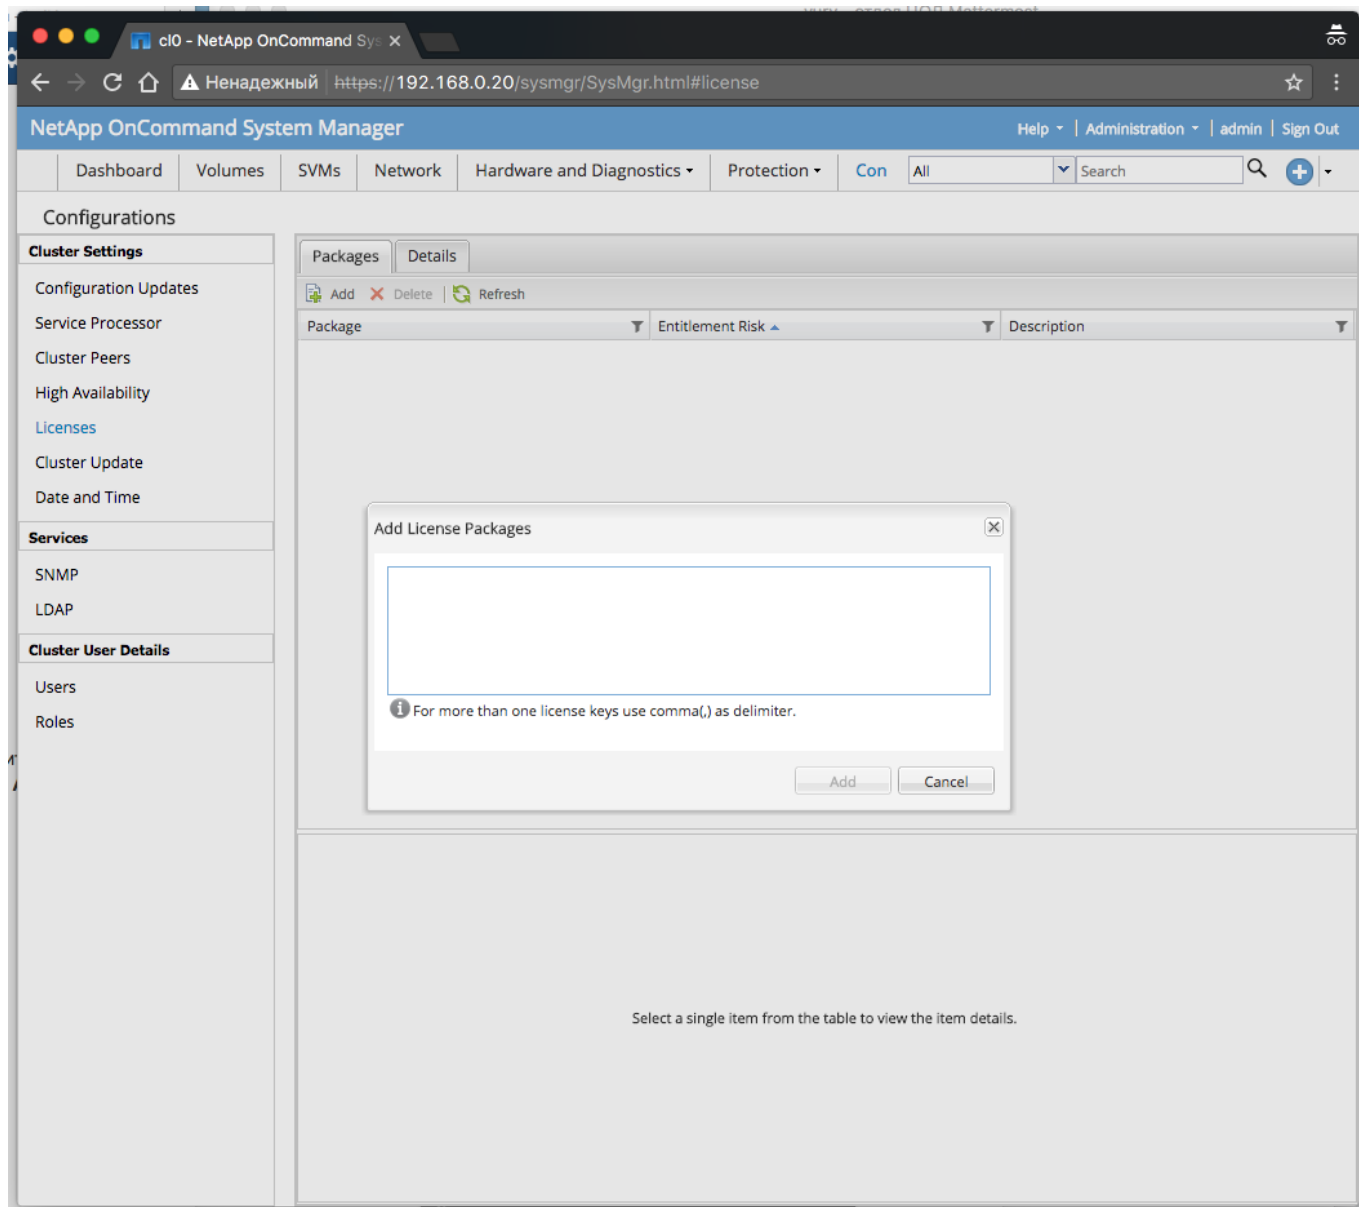 cl0 - NetApp OnCommand Sys
Ненадежный https://192.168.0.20/sysmgr/SysMgr.html#license
NetApp OnCommand System Manager
Help Administration admin Sign Out
Dashboard Volumes SVMs Network Hardware and Diagnostics Protection Con All Search
Configurations
Cluster Settings
Configuration Updates
Service Processor
Cluster Peers
High Availability
Licenses
Cluster Update
Date and Time
Services
SNMP
LDAP
Cluster User Details
Users
Roles
Packages Details
Add Delete Refresh
Package Entitlement Risk Description
Add License Packages
For more than one license keys use comma(,) as delimiter.
Add Cancel
Select a single item from the table to view the item details.